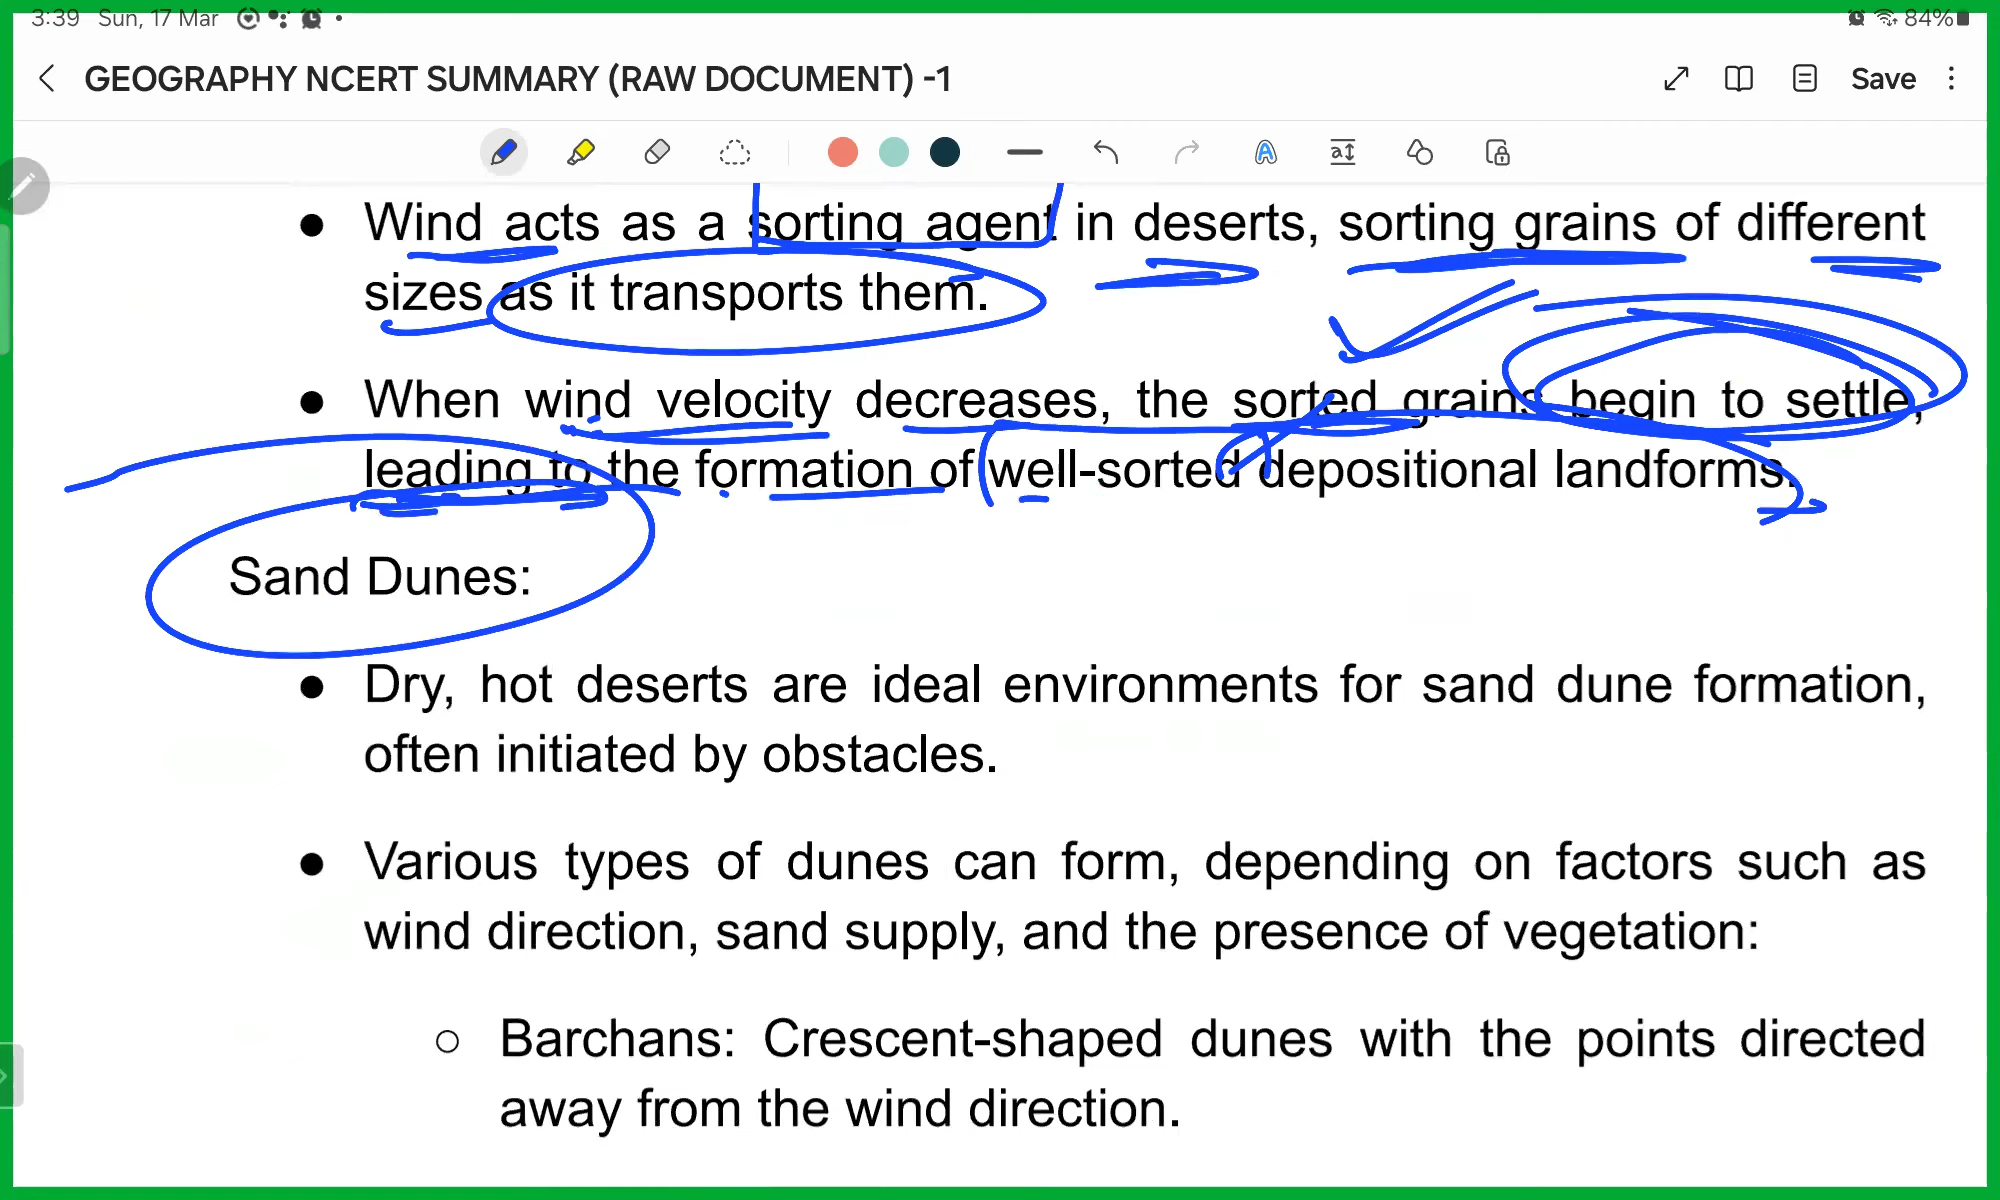 3:39 Sun, 17 Mar
84%
GEOGRAPHY NCERT SUMMARY (RAW DOCUMENT) -1
Save
● Wind acts as a sorting agent in deserts, sorting grains of different
sizes as it transports them.
● When wind velocity decreases, the sorted grains begin to settle,
leading to the formation of well-sorted depositional landforms.
Sand Dunes:
● Dry, hot deserts are ideal environments for sand dune formation,
often initiated by obstacles.
● Various types of dunes can form, depending on factors such as
wind direction, sand supply, and the presence of vegetation:
○ Barchans: Crescent-shaped dunes with the points directed
away from the wind direction.